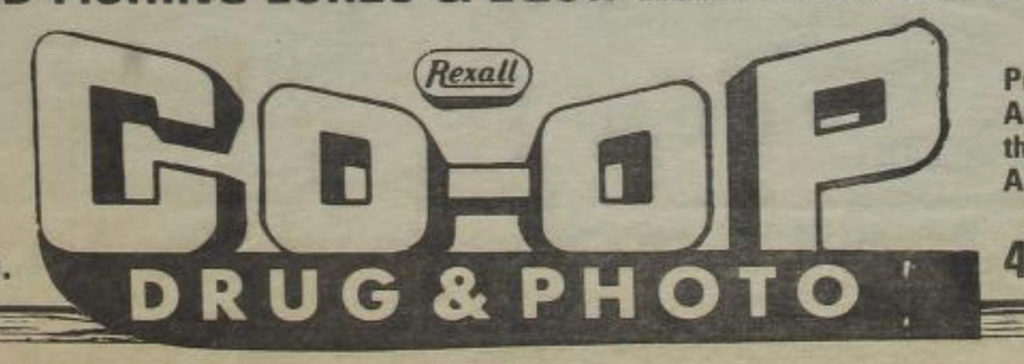 Rexall
CO-OP
DRUG & PHOTO